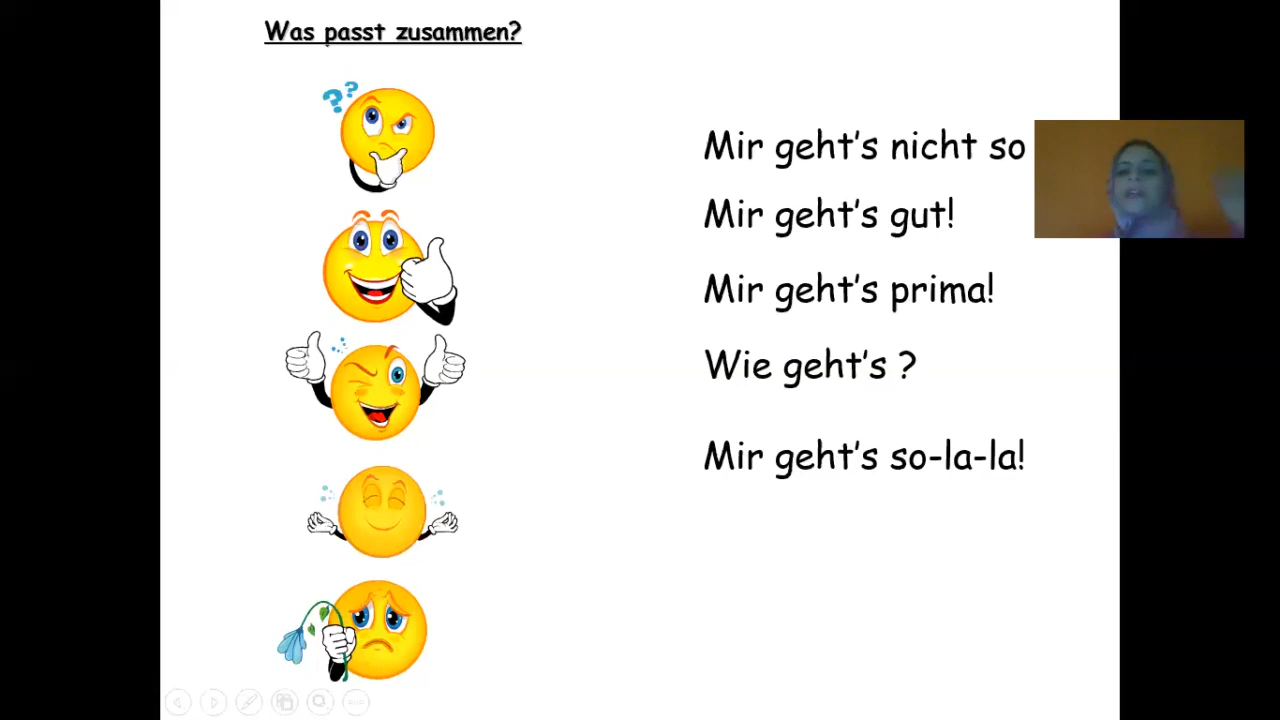 Was passt zusammen?
??
Mir geht's nicht so
Mir geht's gut!
Mir geht's prima!
Wie geht's ?
Mir geht's so-la-la!